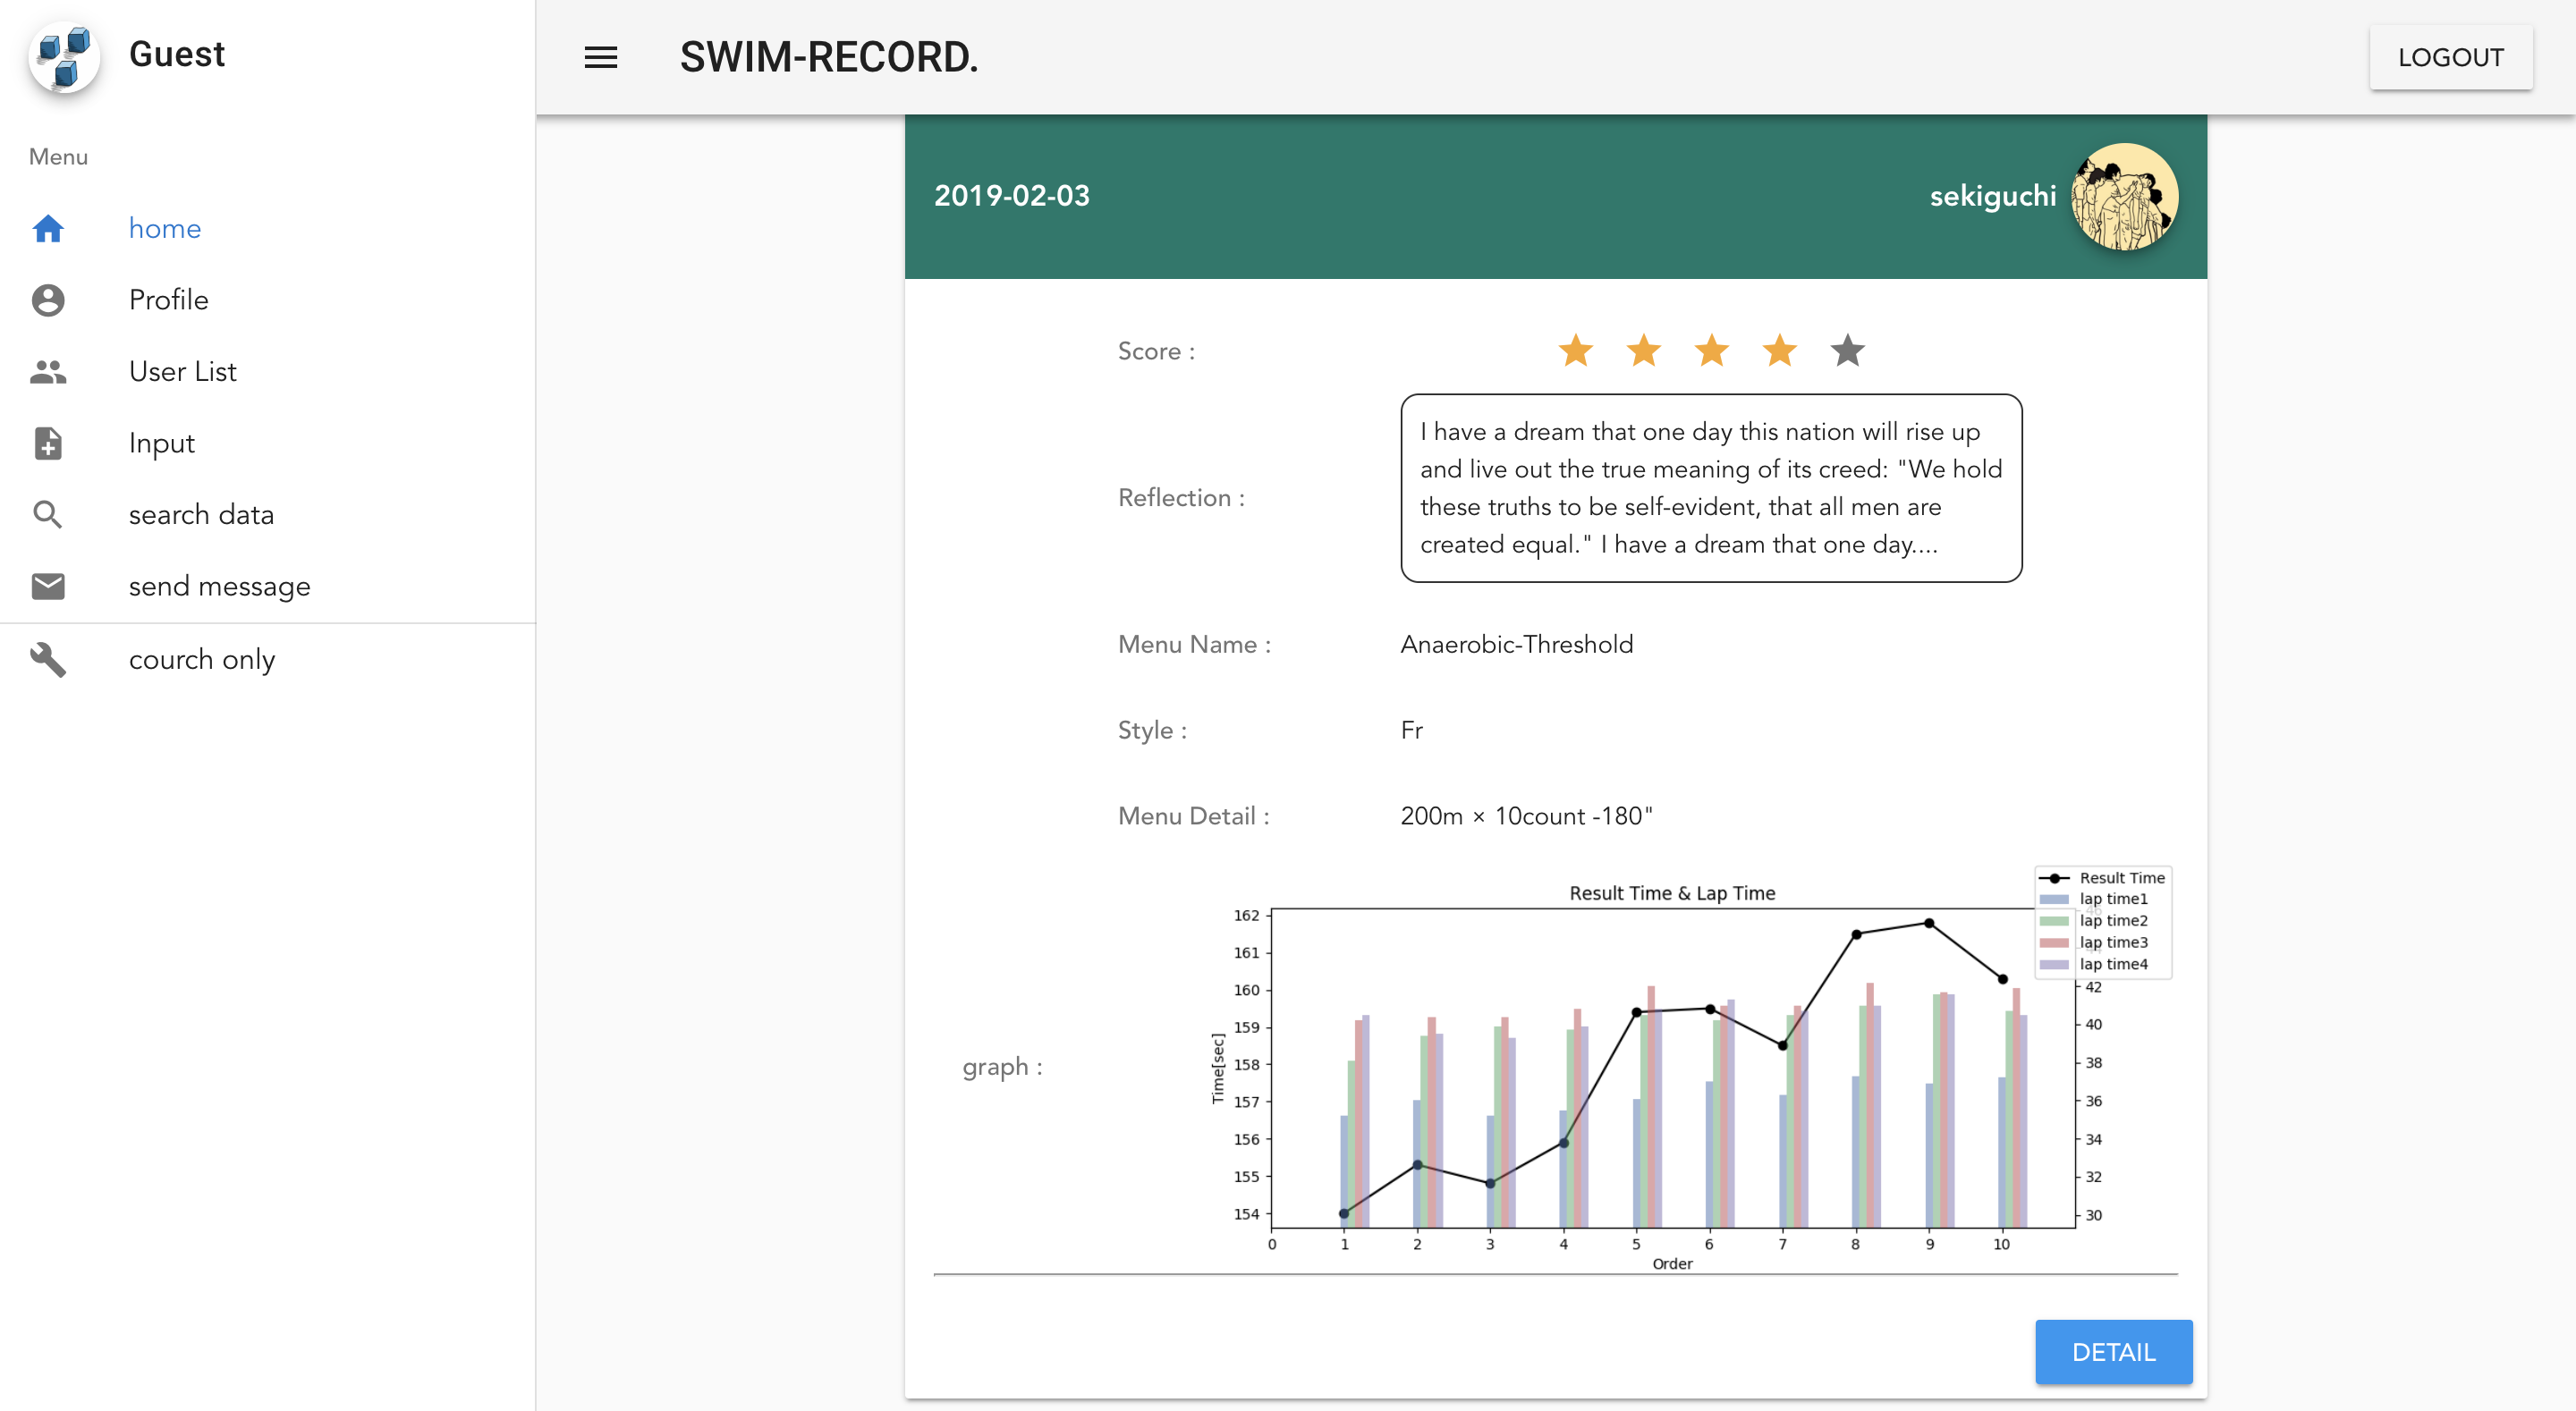 Guest
Menu
home
Profile
User List
Input
search data
send message
courch only
SWIM-RECORD.
LOGOUT
2019-02-03
sekiguchi
Score :
Reflection :
I have a dream that one day this nation will rise up
and live out the true meaning of its creed: "We hold
these truths to be self-evident, that all men are
created equal." I have a dream that one day....
Menu Name :
Anaerobic-Threshold
Style :
Fr
Menu Detail :
200m × 10count -180"
graph :
Result Time & Lap Time
Result Time
lap time1
lap time2
lap time3
lap time4
Time[sec]
162
161
160
159
158
157
156
155
154
46
44
42
40
38
36
34
32
30
0 1 2 3 4 5 6 7 8 9 10
Order
DETAIL